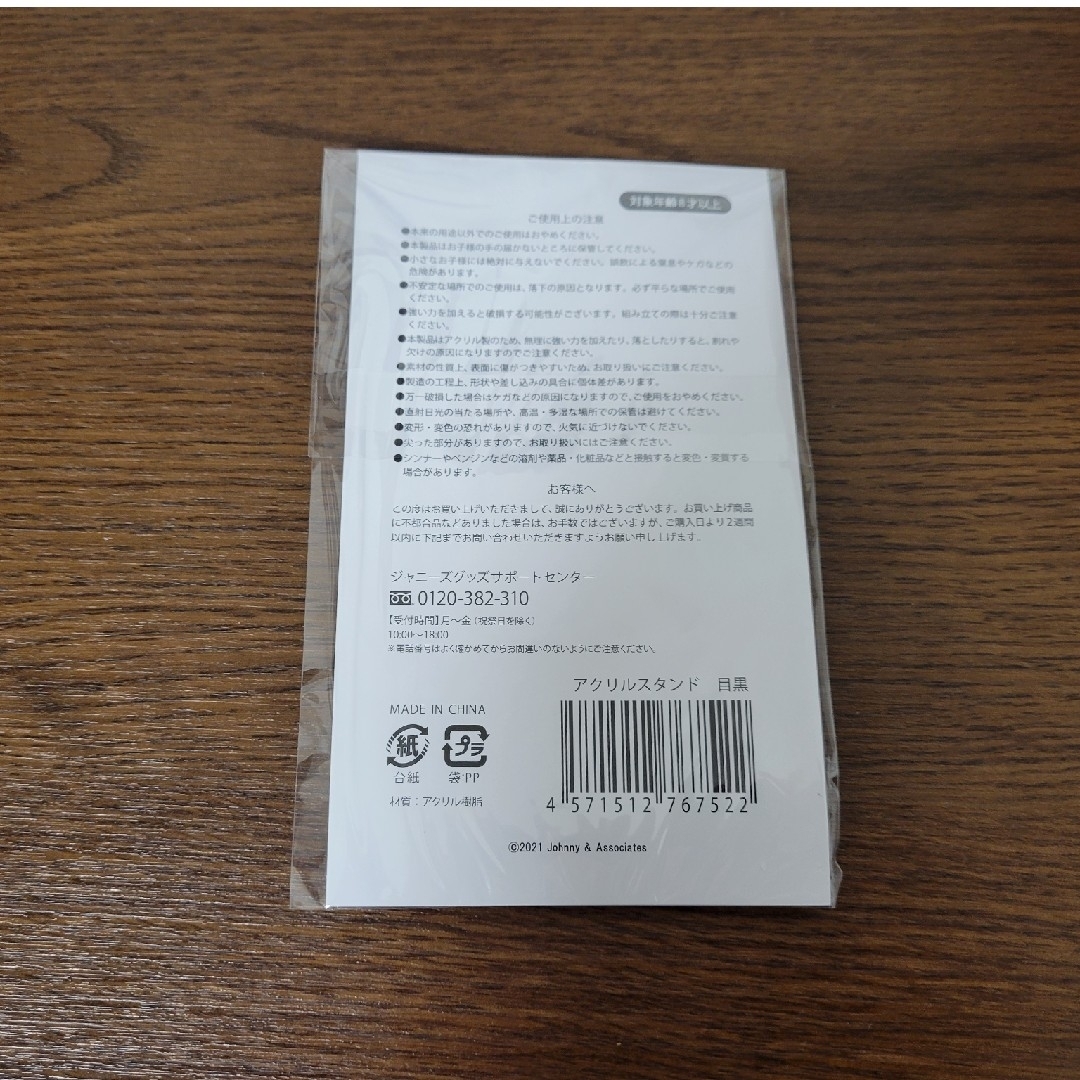 対象年齢8才以上
ご使用上の注意
●本来の用途以外でのご使用はおやめください。
●本製品はお子様の手の届かないところに保管してください。
●小さなお子様には絶対に与えないでください。誤飲による窒息やケガなどの
危険があります。
●不安定な場所でのご使用は、落下の原因となります。必ず平らな場所でご使用
ください。
●強い力を加えると破損する可能性がございます。組み立ての際は十分ご注意
ください。
●本製品はアクリル製のため、無理に強い力を加えたり、落としたりすると、割れや
欠けの原因になりますのでご注意ください。
●素材の性質上、表面に傷がつきやすいため、お取り扱いにご注意ください。
●製造の工程上、形状や差し込みの具合に個体差があります。
●万一破損した場合はケガなどの原因になりますので、ご使用をおやめください。
●直射日光の当たる場所や、高温・多湿な場所での保管は避けてください。
●変形・変色の恐れがありますので、火気に近づけないでください。
●尖った部分がありますので、お取り扱いにはご注意ください。
●シンナーやベンジンなどの溶剤や薬品・化粧品などと接触すると変色・変質する
場合があります。
お客様へ
この度はお買い上げいただきまして、誠にありがとうございます。お買い上げ商品
に不都合品などありました場合は、お手数ではございますが、ご購入日より2週間
以内に下記までお問い合わせいただきますようお願い申し上げます。
ジャニーズグッズサポートセンター
0120-382-310
【受付時間】月～金（祝祭日を除く）
10:00～18:00
※電話番号はよく確かめてからお間違いのないようにご注意ください。
アクリルスタンド 目黒
MADE IN CHINA
紙 プラ
台紙 袋:PP
材質：アクリル樹脂
4 571512 767522
©2021 Johnny & Associates